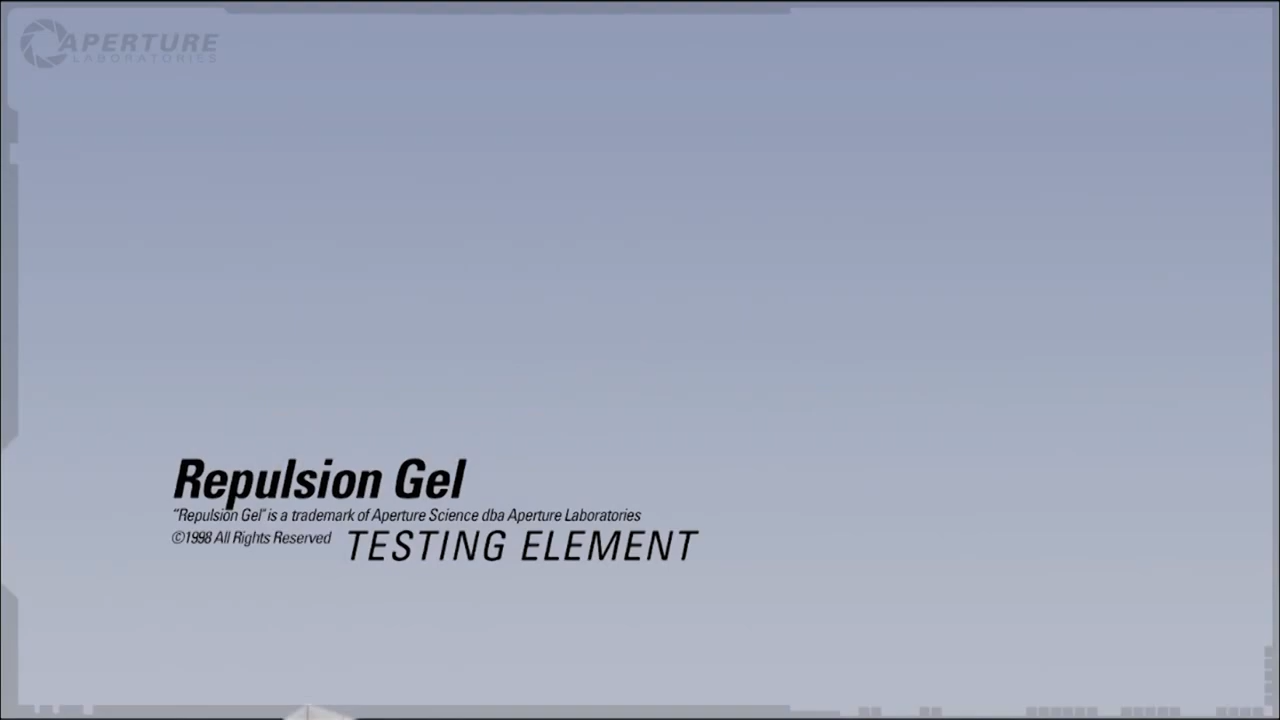 APERTURE
LABORATORIES
Repulsion Gel
"Repulsion Gel" is a trademark of Aperture Science dba Aperture Laboratories
©1998 All Rights Reserved TESTING ELEMENT